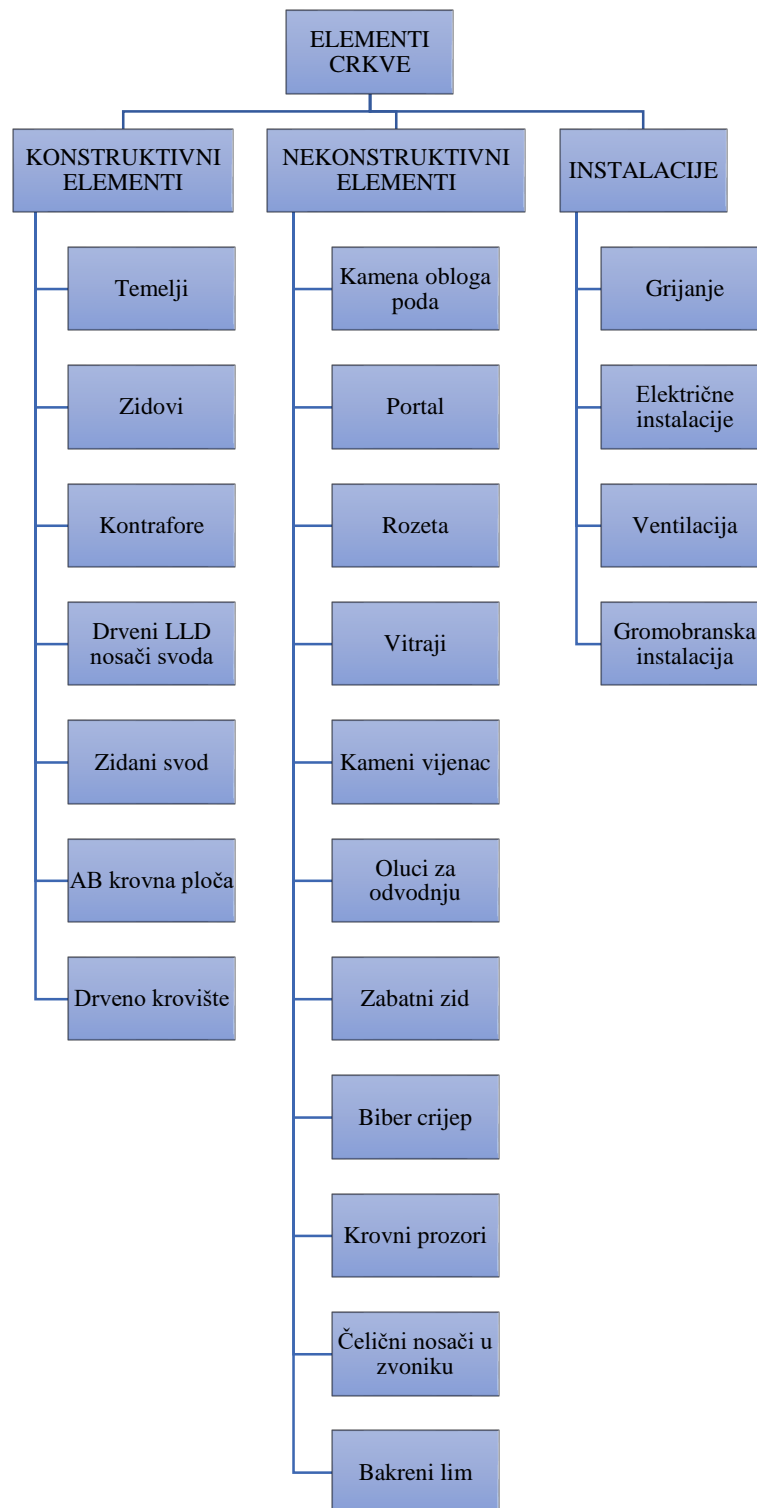 ELEMENTI
CRKVE
KONSTRUKTIVNI
ELEMENTI
Temelji
Zidovi
Kontrafore
Drveni LLD
nosači svoda
Zidani svod
AB krovna ploča
Drveno krovište
NEKONSTRUKTIVNI
ELEMENTI
Kamena obloga
poda
Portal
Rozeta
Vitraji
Kameni vijenac
Oluci za
odvodnju
Zabatni zid
Biber crijep
Krovni prozori
Čelični nosači u
zvoniku
Bakreni lim
INSTALACIJE
Grijanje
Električne
instalacije
Ventilacija
Gromobranska
instalacija